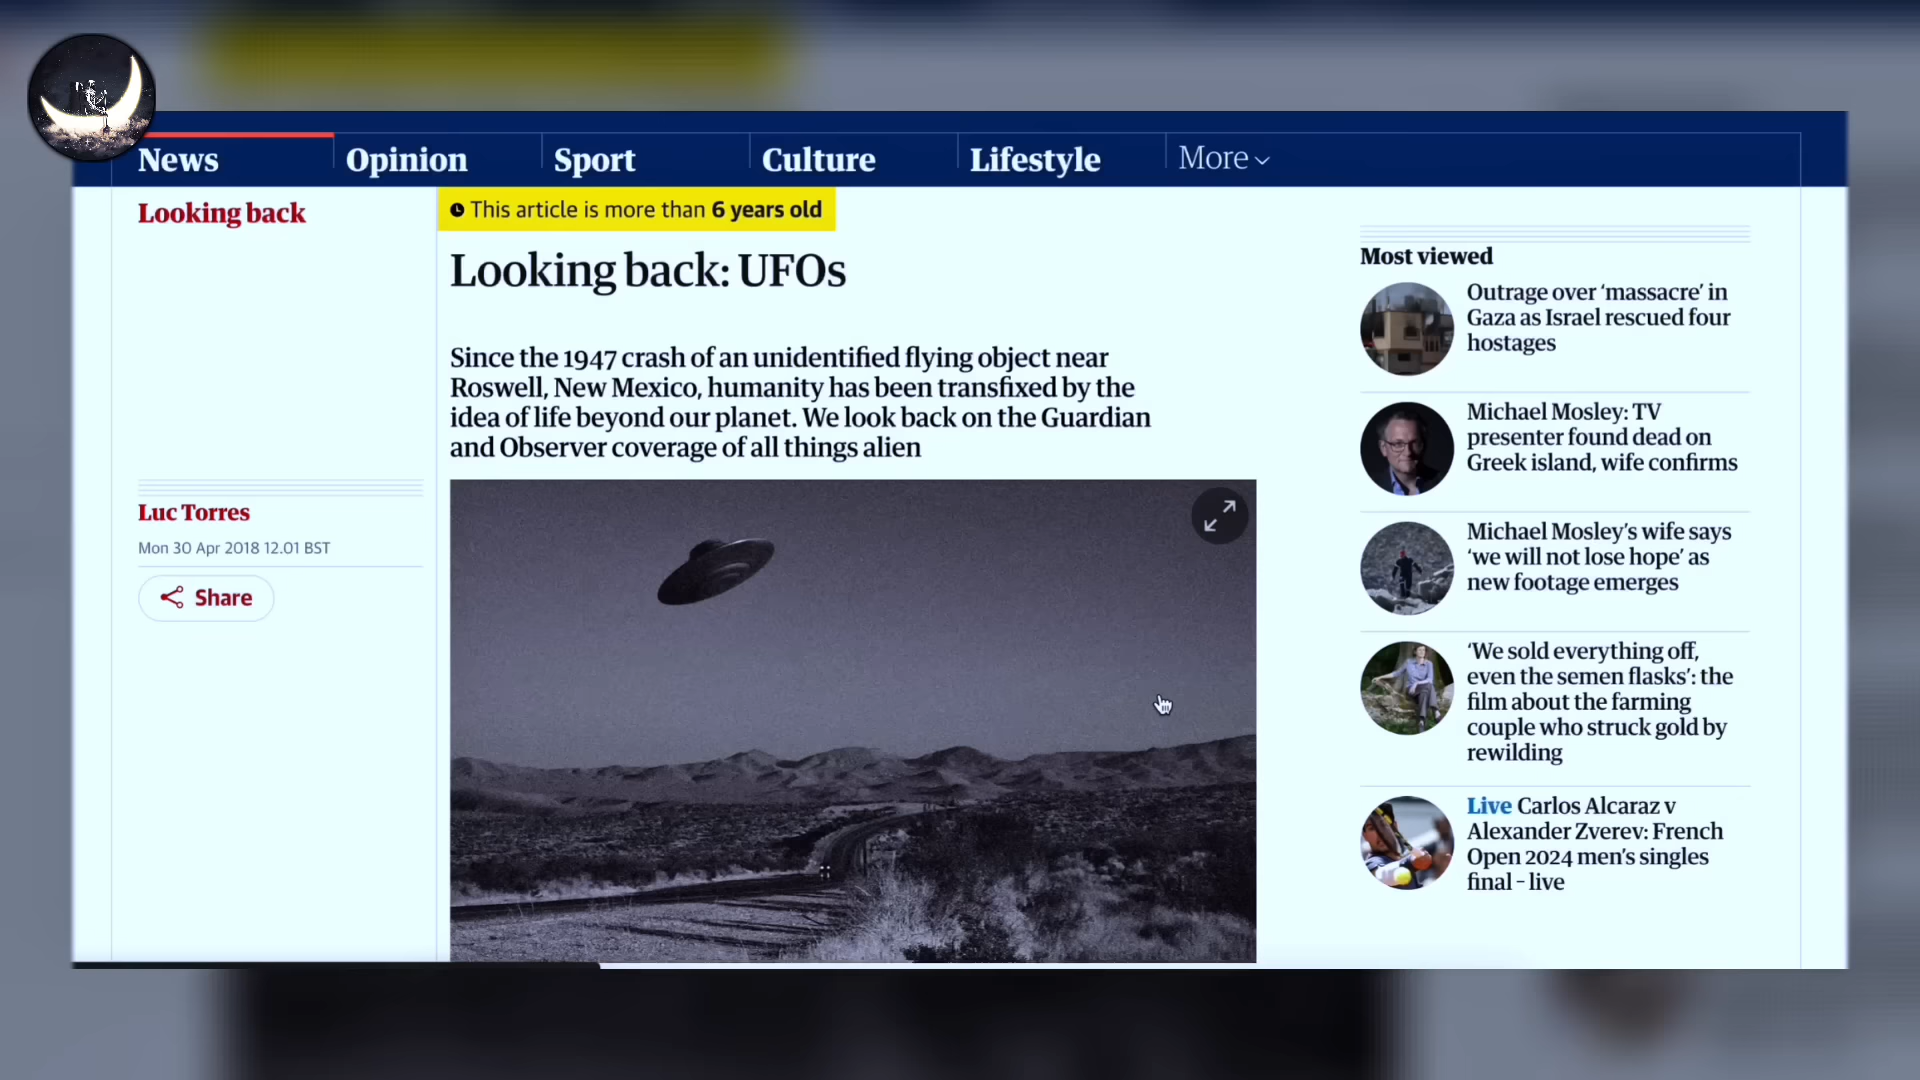 News
Opinion
Sport
Culture
Lifestyle
More
Looking back
This article is more than 6 years old
Looking back: UFOs
Since the 1947 crash of an unidentified flying object near
Roswell, New Mexico, humanity has been transfixed by the
idea of life beyond our planet. We look back on the Guardian
and Observer coverage of all things alien
Luc Torres
Mon 30 Apr 2018 12.01 BST
Share
Most viewed
Outrage over ‘massacre’ in
Gaza as Israel rescued four
hostages
Michael Mosley: TV
presenter found dead on
Greek island, wife confirms
Michael Mosley’s wife says
‘we will not lose hope’ as
new footage emerges
‘We sold everything off,
even the semen flasks’: the
film about the farming
couple who struck gold by
rewilding
Live Carlos Alcaraz v
Alexander Zverev: French
Open 2024 men’s singles
final – live